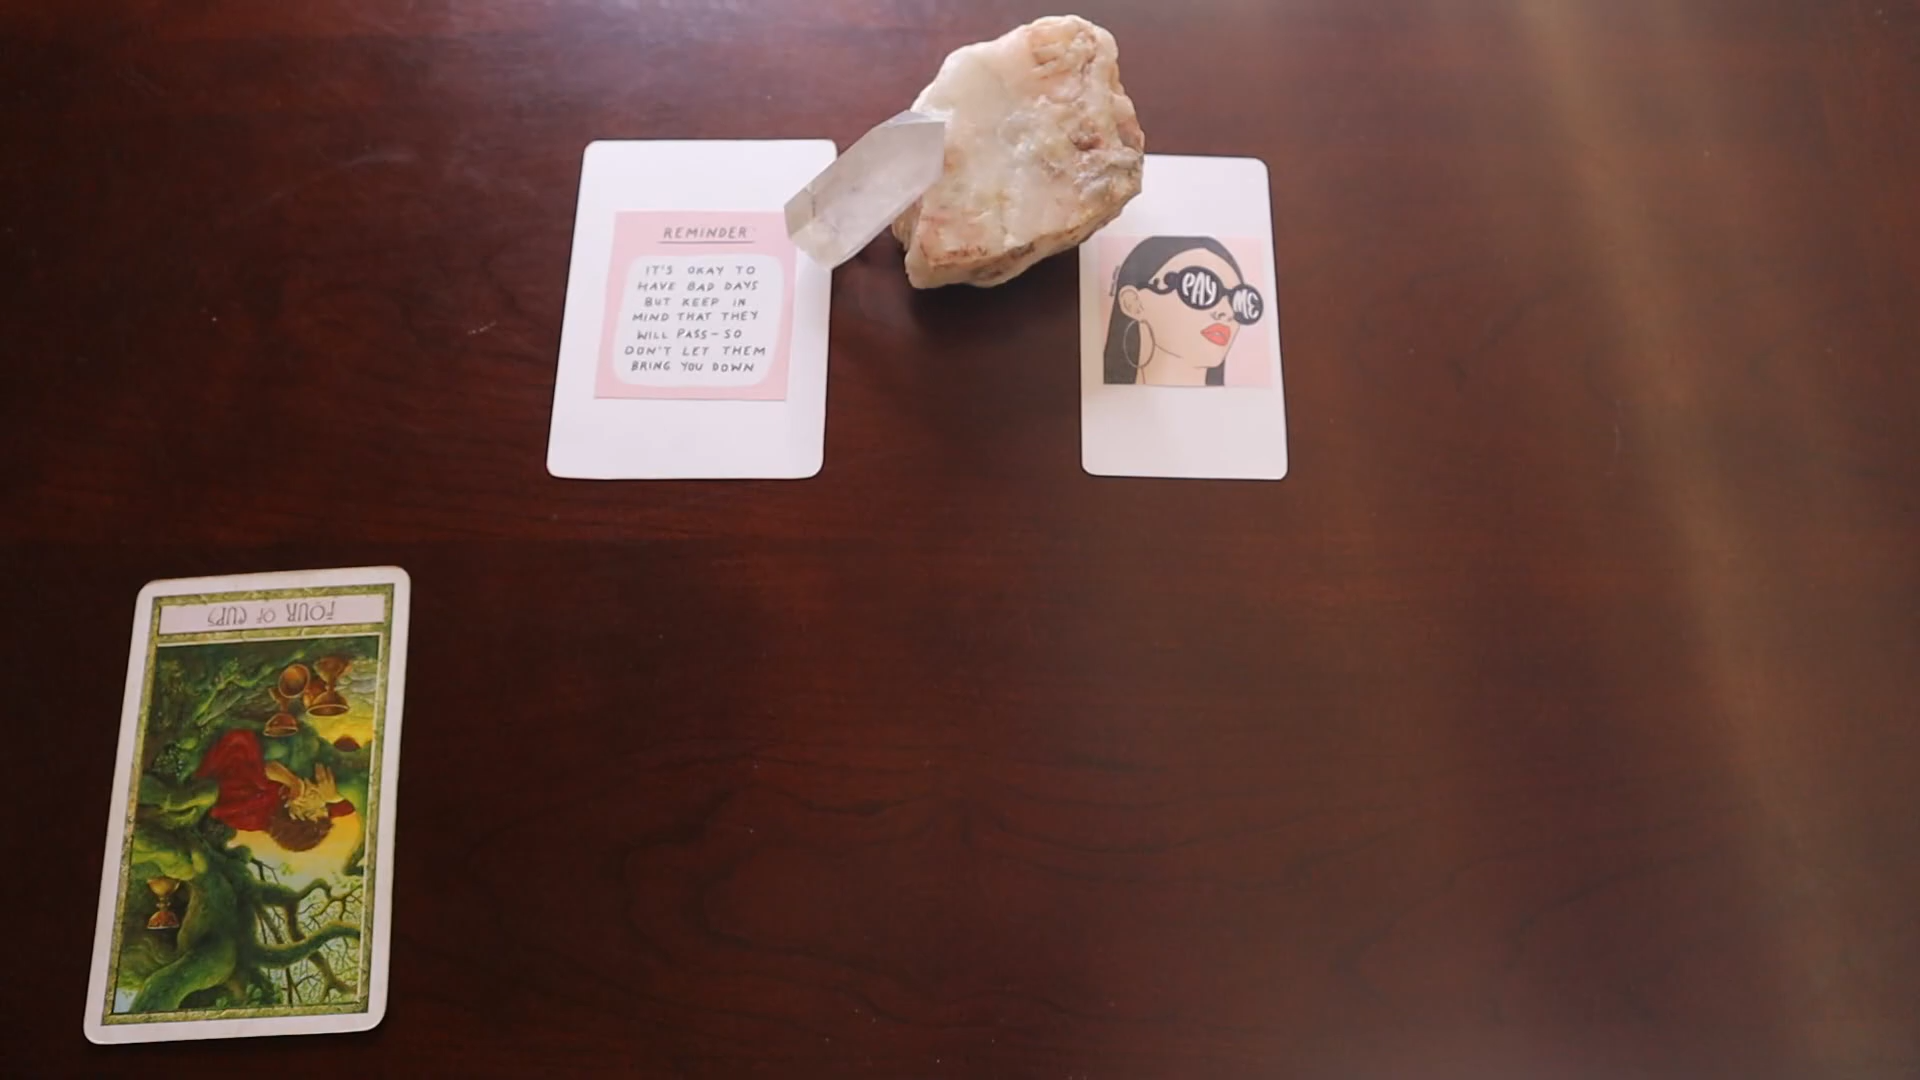 REMINDER
IT'S OKAY TO
HAVE BAD DAYS
BUT KEEP IN
MIND THAT THEY
WILL PASS—SO
DON'T LET THEM
BRING YOU DOWN
PAY ME
FOUR OF CUPS